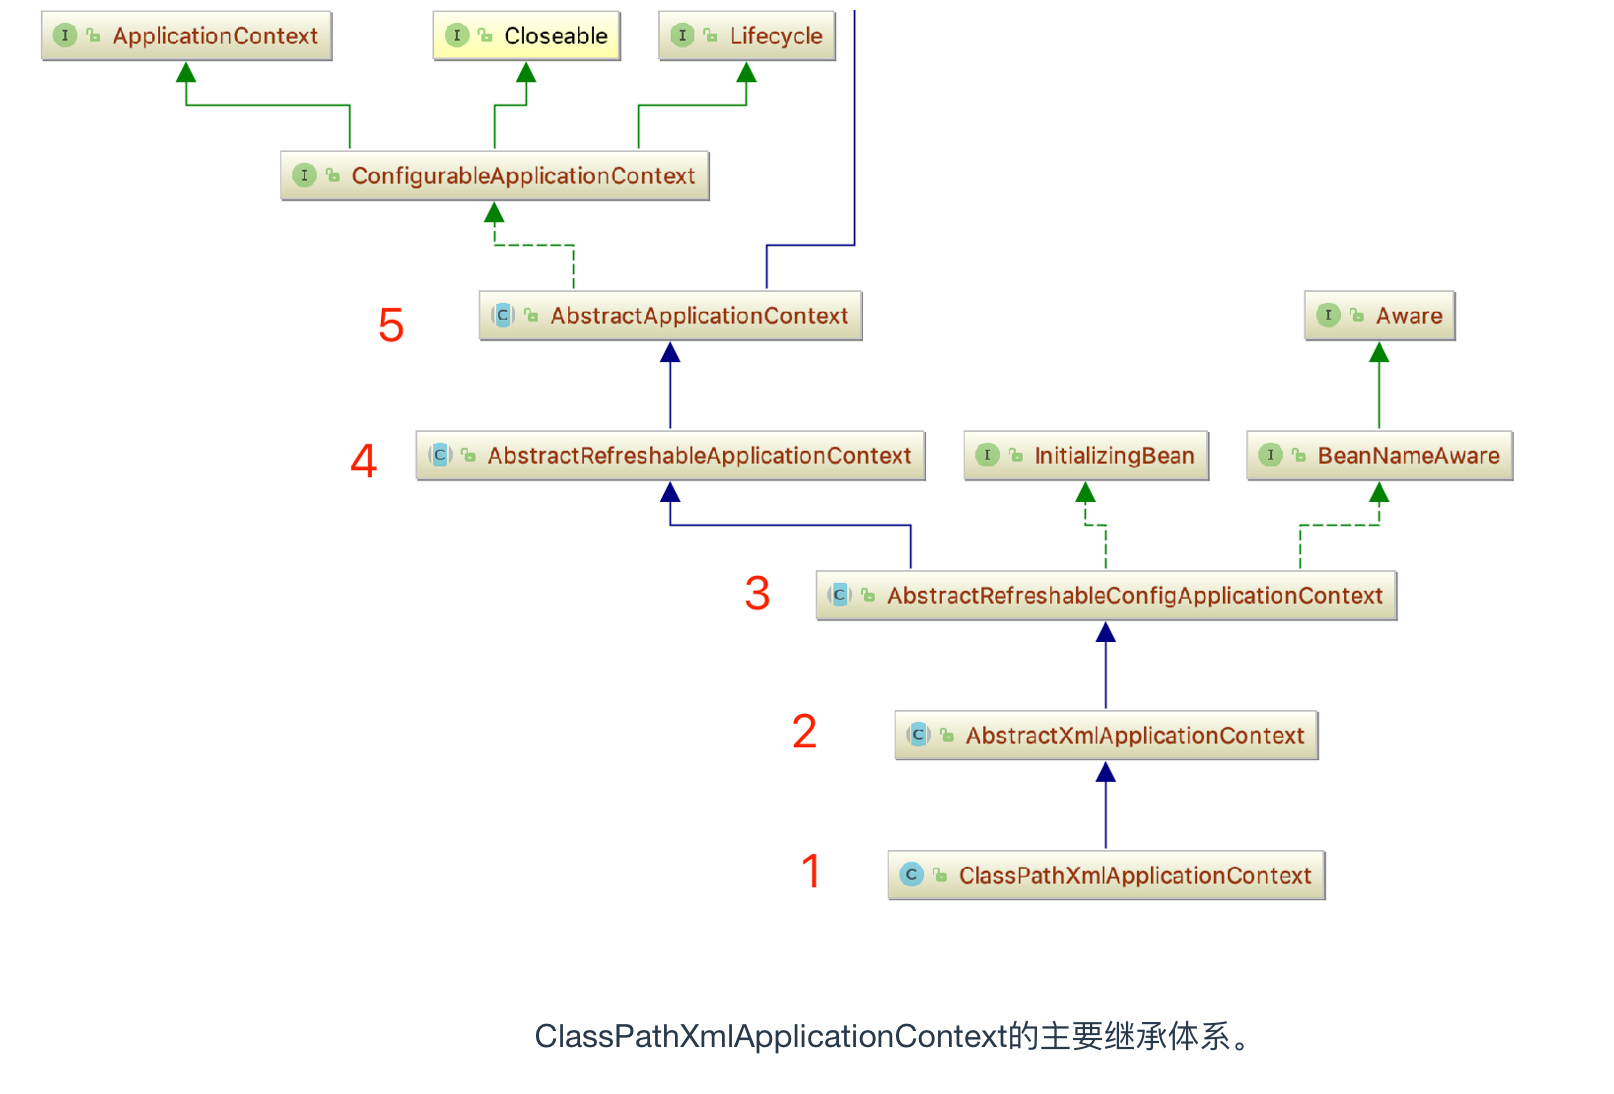 I ApplicationContext
I Closeable
I Lifecycle
I ConfigurableApplicationContext
5
C AbstractApplicationContext
I Aware
4
C AbstractRefreshableApplicationContext
I InitializingBean
I BeanNameAware
3
C AbstractRefreshableConfigApplicationContext
2
C AbstractXmlApplicationContext
1
C ClassPathXmlApplicationContext
ClassPathXmlApplicationContext的主要继承体系。